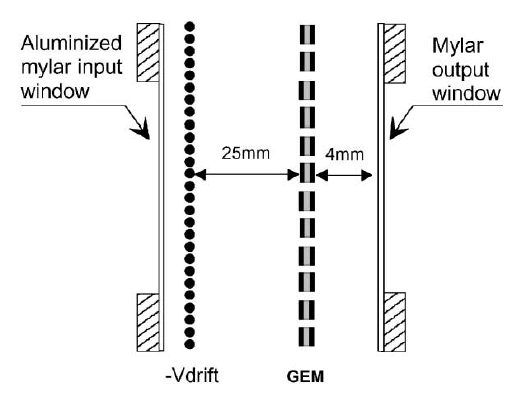 Aluminized
mylar input
window
Mylar
output
window
25mm
4mm
-Vdrift
GEM